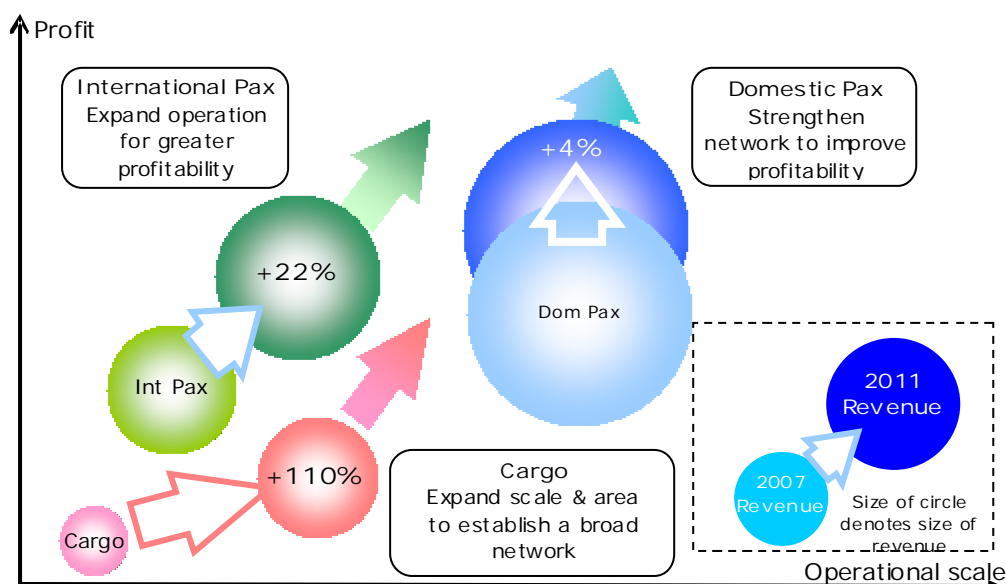 Profit
International Pax
Expand operation
for greater
profitability
Domestic Pax
Strengthen
network to improve
profitability
+4%
+22%
Dom Pax
Int Pax
2011
Revenue
+110%
Cargo
Cargo
Expand scale & area
to establish a broad
network
2007
Revenue
Size of circle
denotes size of
revenue
Operational scale